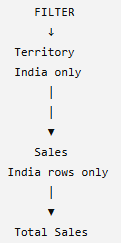 FILTER
↓
Territory
India only
|
|
▼
Sales
India rows only
|
▼
Total Sales